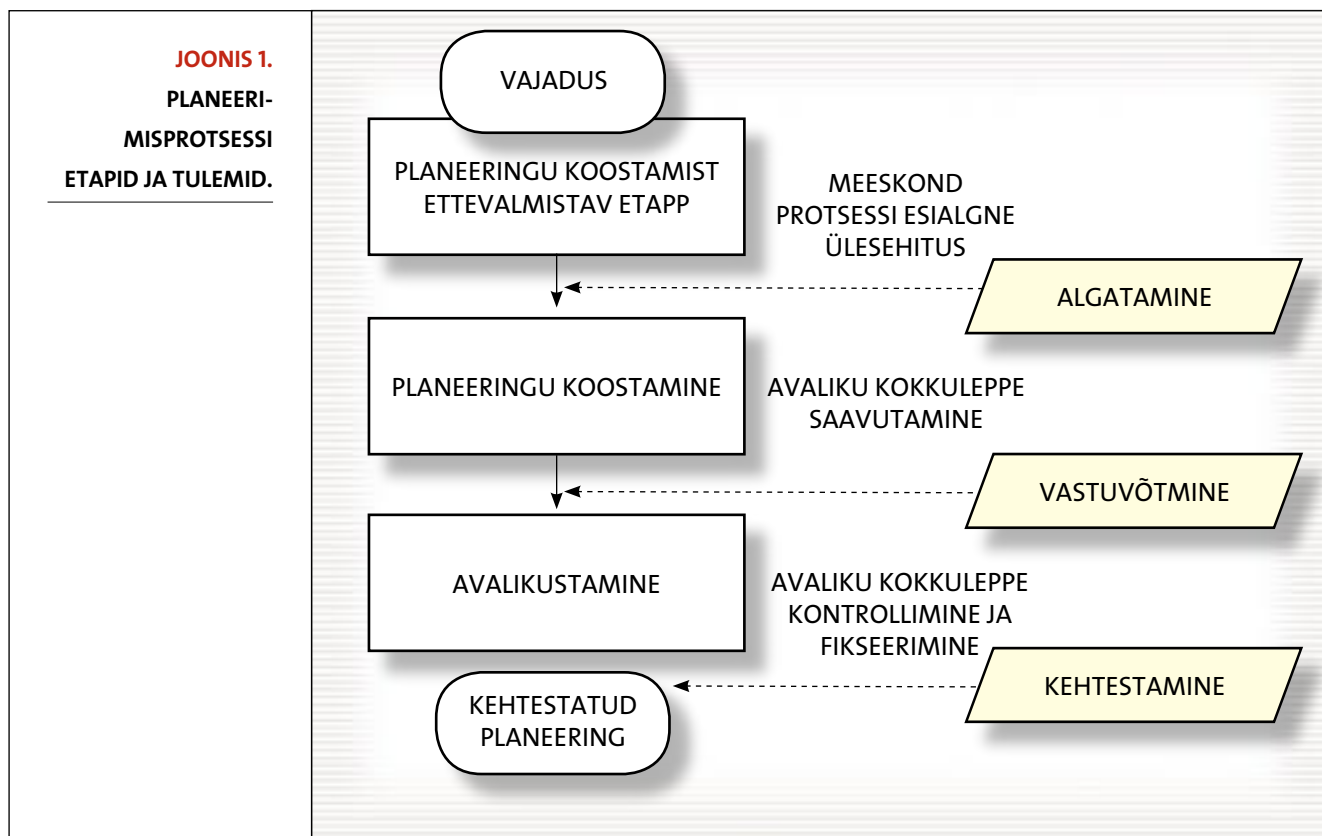 JOONIS 1.
PLANEERI-
MISPROTSESSI
ETAPID JA TULEMID.
VAJADUS
PLANEERINGU KOOSTAMIST
ETTEVALMISTAV ETAPP
MEESKOND
PROTSESSI ESIALGNE
ÜLESEHITUS
ALGATAMINE
PLANEERINGU KOOSTAMINE
AVALIKU KOKKULEPPE
SAAVUTAMINE
VASTUVÕTMINE
AVALIKUSTAMINE
AVALIKU KOKKULEPPE
KONTROLLIMINE JA
FIKSEERIMINE
KEHTESTAMINE
KEHTESTATUD
PLANEERING